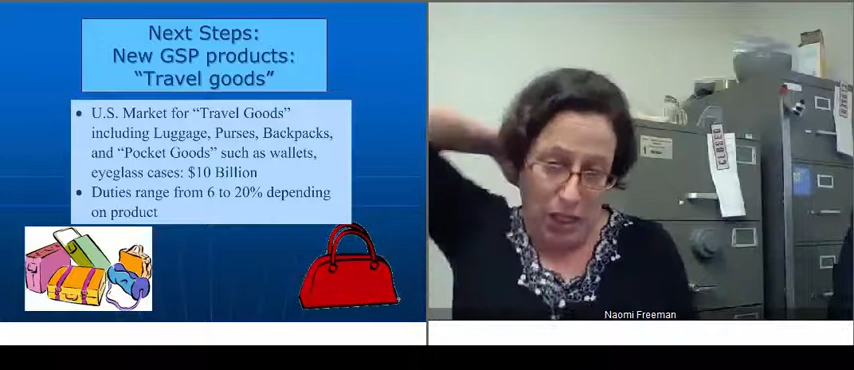 Next Steps:
New GSP products:
"Travel goods"
• U.S. Market for "Travel Goods"
including Luggage, Purses, Backpacks,
and "Pocket Goods" such as wallets,
eyeglass cases: $10 Billion
• Duties range from 6 to 20% depending
on product
CLOSED
Naomi Freeman